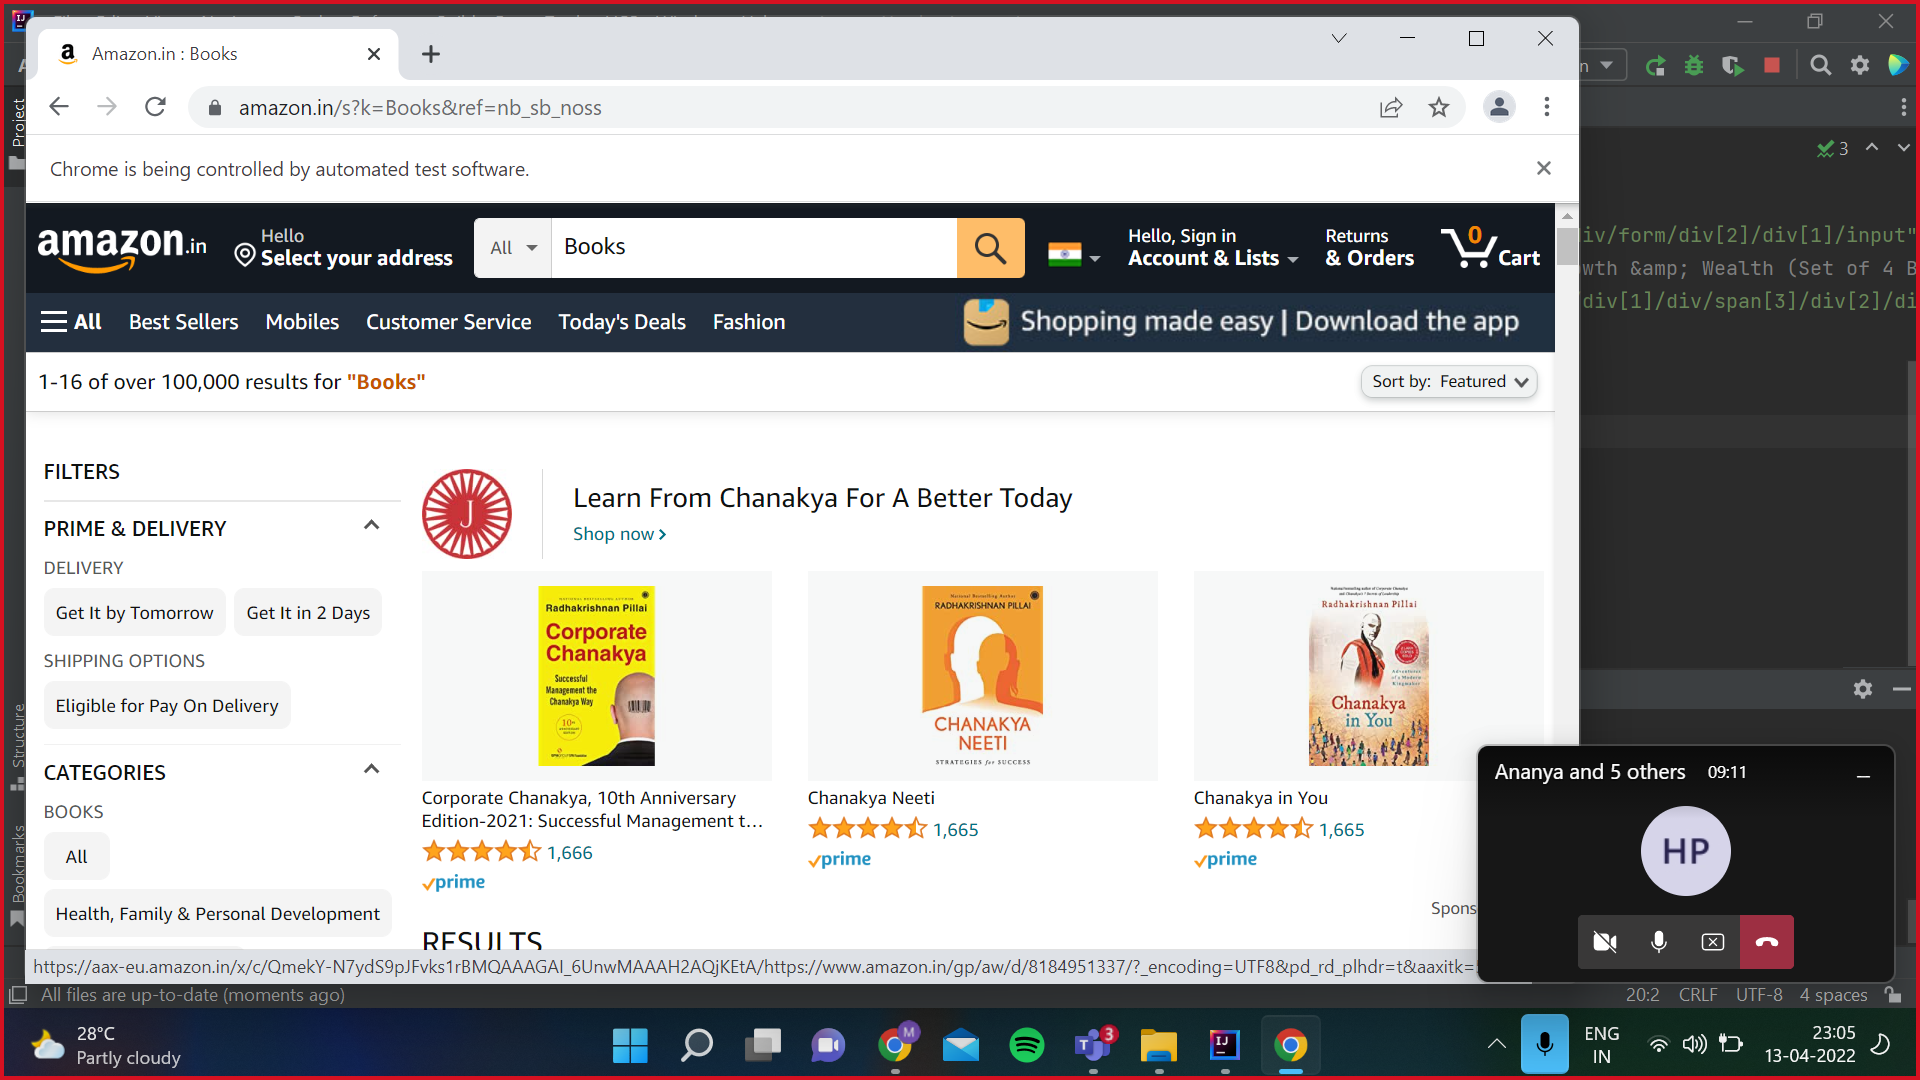 Amazon.in : Books
amazon.in/s?k=Books&ref=nb_sb_noss
Chrome is being controlled by automated test software.
amazon.in
Hello
Select your address
All
Books
Hello, Sign in
Account & Lists
Returns
& Orders
0
Cart
All
Best Sellers
Mobiles
Customer Service
Today's Deals
Fashion
Shopping made easy | Download the app
1-16 of over 100,000 results for "Books"
Sort by: Featured
FILTERS
PRIME & DELIVERY
DELIVERY
Get It by Tomorrow
Get It in 2 Days
SHIPPING OPTIONS
Eligible for Pay On Delivery
CATEGORIES
BOOKS
All
Health, Family & Personal Development
J
Learn From Chanakya For A Better Today
Shop now
Radhakrishnan Pillai
Corporate
Chanakya
Successful
Management the
Chanakya Way
National Bestselling Author
RADHAKRISHNAN PILLAI
CHANAKYA
NEETI
STRATEGIES for SUCCESS
Radhakrishnan Pillai
Adventures
of a Modern
Kingmaker
Chanakya
in You
Corporate Chanakya, 10th Anniversary
Edition-2021: Successful Management t...
1,666
prime
Chanakya Neeti
1,665
prime
Chanakya in You
1,665
prime
Spons
RESULTS
https://aax-eu.amazon.in/x/c/QmekY-N7ydS9pJFvks1rBMQAAAGAI_6UnwMAAAH2AQjKEtA/https://www.amazon.in/gp/aw/d/8184951337/?_encoding=UTF8&pd_rd_plhdr=t&aaxitk=
Project
Structure
Bookmarks
3
iv/form/div[2]/div[1]/input"
wth &amp; Wealth (Set of 4 B
div[1]/div/span[3]/div[2]/di
Ananya and 5 others
09:11
HP
All files are up-to-date (moments ago)
20:2
CRLF
UTF-8
4 spaces
28°C
Partly cloudy
M
3
IJ
ENG
IN
23:05
13-04-2022